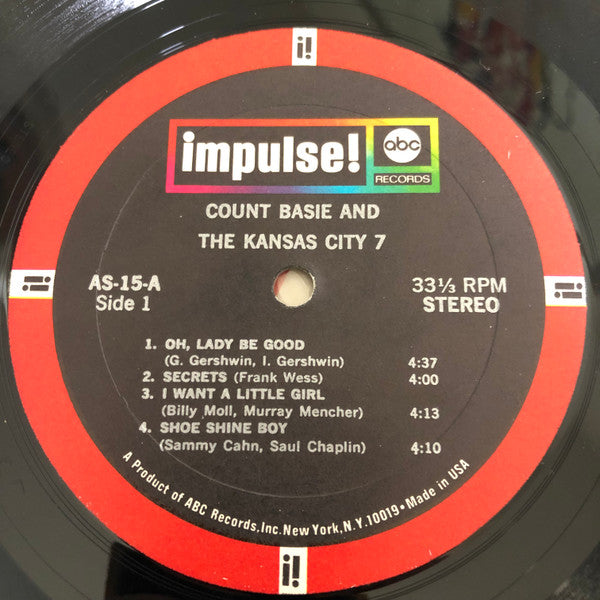 i!
impulse!
abc
RECORDS
COUNT BASIE AND
THE KANSAS CITY 7
i!
i!
AS-15-A
33⅓ RPM
Side 1
STEREO
1. OH, LADY BE GOOD
(G. Gershwin, I. Gershwin) 4:37
2. SECRETS (Frank Wess) 4:00
3. I WANT A LITTLE GIRL
(Billy Moll, Murray Mencher) 4:13
4. SHOE SHINE BOY
(Sammy Cahn, Saul Chaplin) 4:10
A Product of ABC Records, Inc. New York, N.Y. 10019 • Made in USA
i!